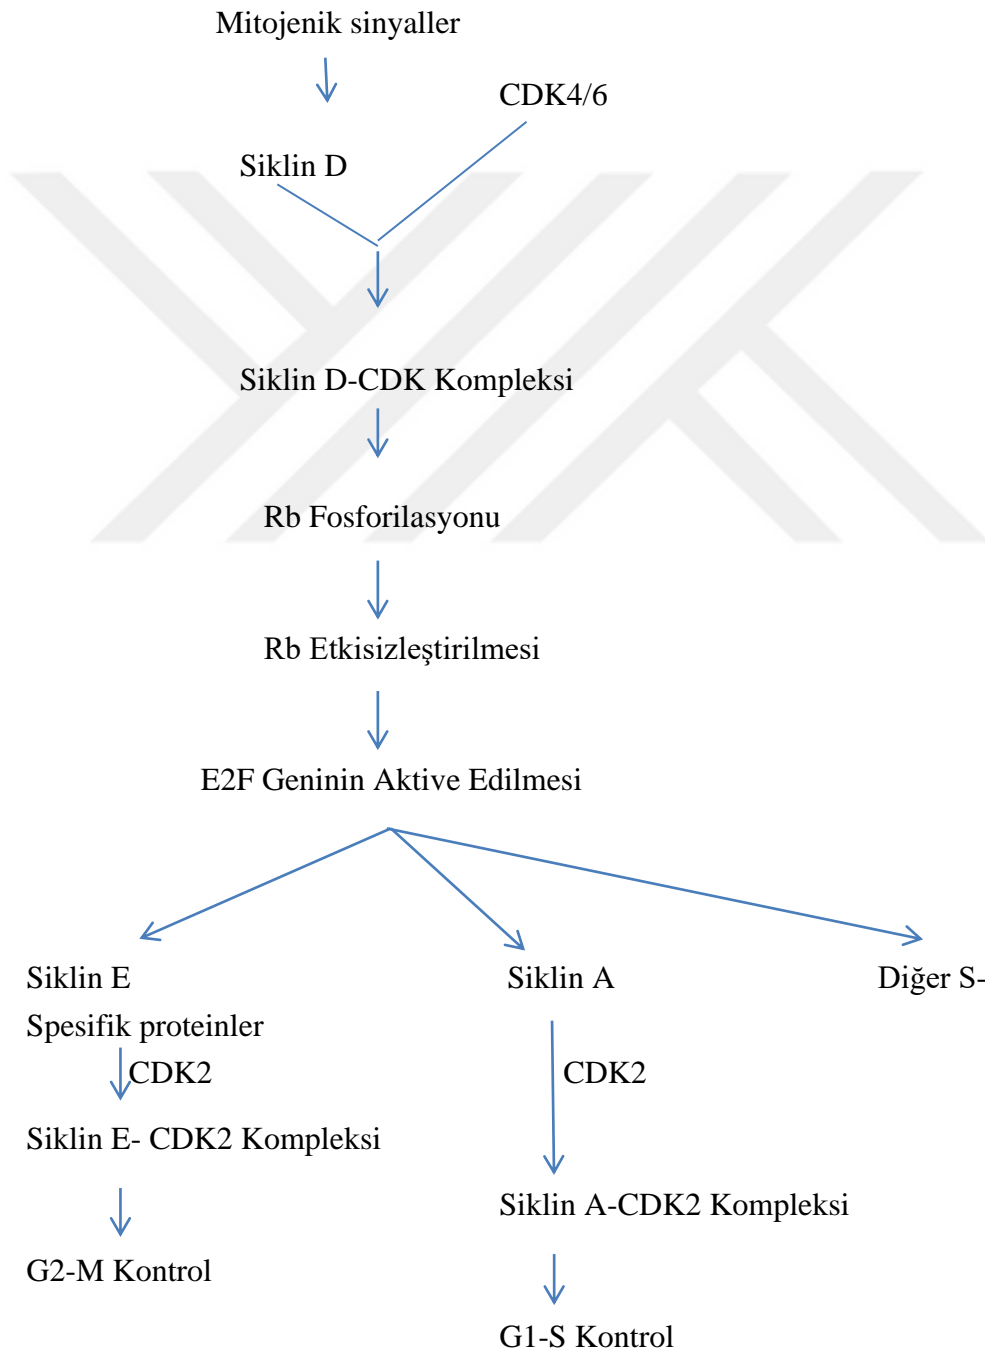 Mitojenik sinyaller
CDK4/6
Siklin D
Siklin D-CDK Kompleksi
Rb Fosforilasyonu
Rb Etkisizleştirilmesi
E2F Geninin Aktive Edilmesi
Siklin E Siklin A Diğer S-
Spesifik proteinler
CDK2 CDK2
Siklin E- CDK2 Kompleksi
Siklin A-CDK2 Kompleksi
G2-M Kontrol
G1-S Kontrol